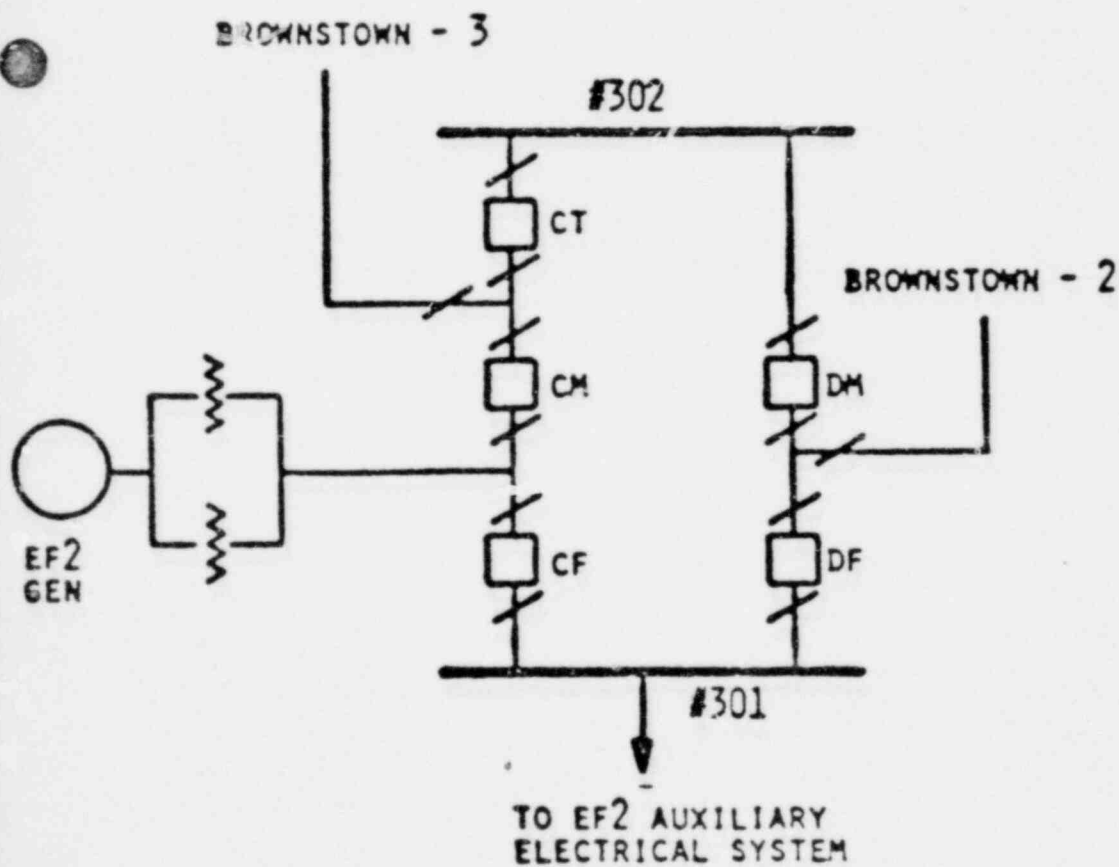 BROWNSTOWN - 3
#302
CT
BROWNSTOWN - 2
CM
DM
EF2
GEN
CF
DF
#301
TO EF2 AUXILIARY
ELECTRICAL SYSTEM